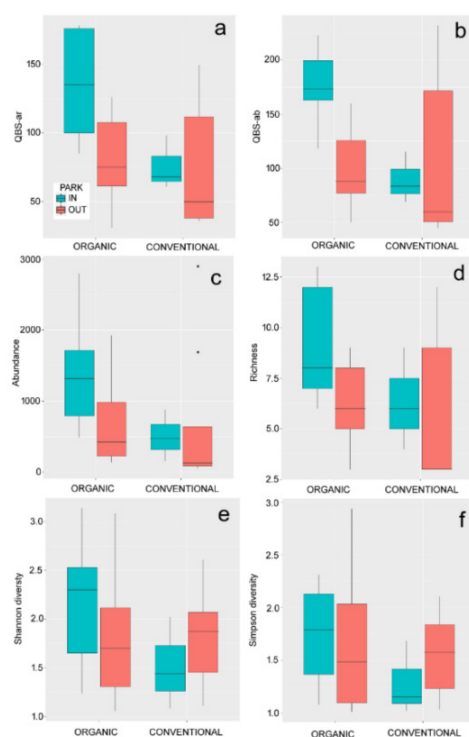 a
QBS-ar
150
100
50
PARK
IN
OUT
ORGANIC
CONVENTIONAL
b
QBS-ab
200
150
100
50
ORGANIC
CONVENTIONAL
c
Abundance
3000
2000
1000
0
ORGANIC
CONVENTIONAL
d
Richness
12.5
10.0
7.5
5.0
2.5
ORGANIC
CONVENTIONAL
e
Shannon diversty
3.0
2.5
2.0
1.5
1.0
ORGANIC
CONVENTIONAL
f
Simpson diversity
3.0
2.5
2.0
1.5
1.0
ORGANIC
CONVENTIONAL